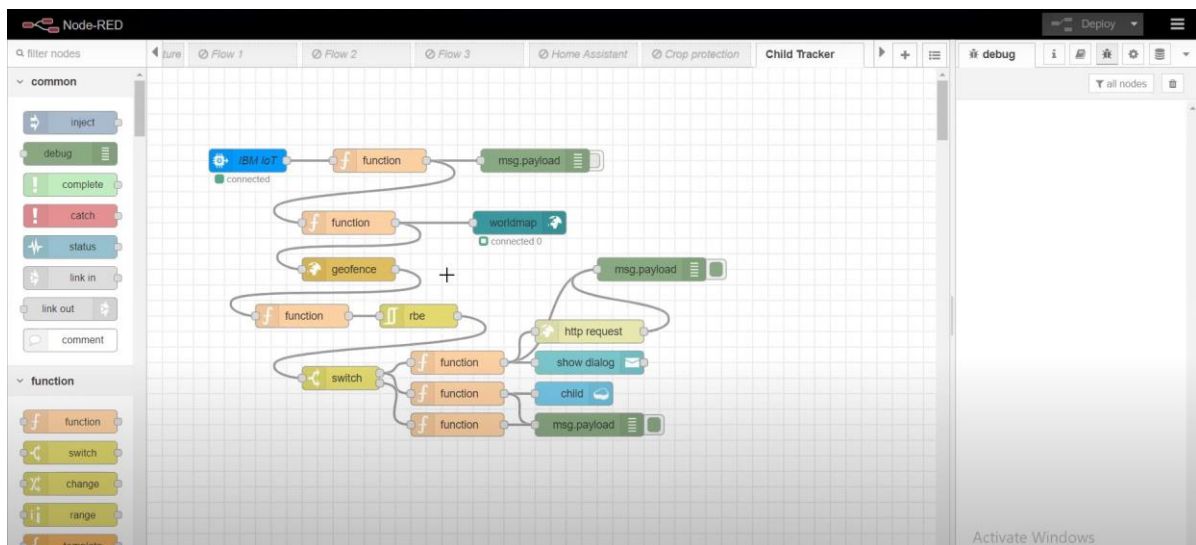 Node-RED
Deploy
filter nodes
ture
Flow 1
Flow 2
Flow 3
Home Assistant
Crop protection
Child Tracker
debug
i
all nodes
common
inject
debug
complete
catch
status
link in
link out
comment
function
function
switch
change
range
template
IBM IoT
connected
function
msg.payload
function
worldmap
connected 0
geofence
msg.payload
function
rbe
http request
switch
function
show dialog
function
child
function
msg.payload
Activate Windows